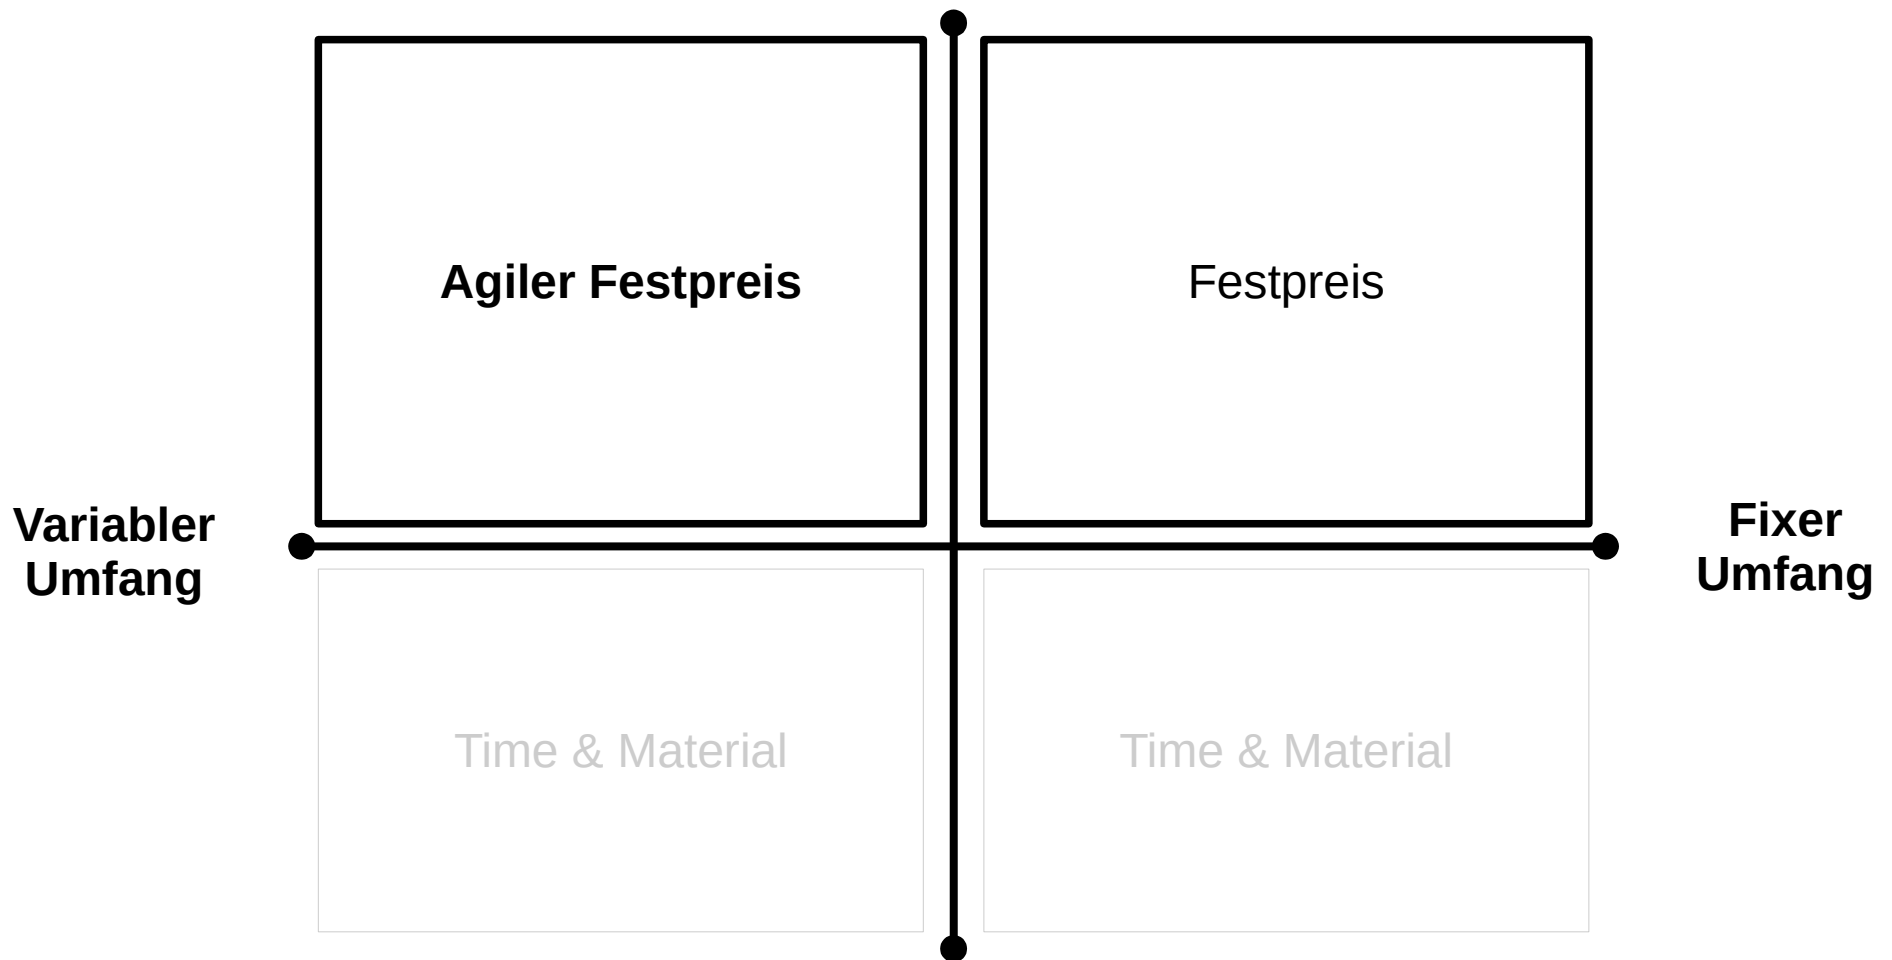 Agiler Festpreis
Festpreis
Variabler
Umfang
Fixer
Umfang
Time & Material
Time & Material